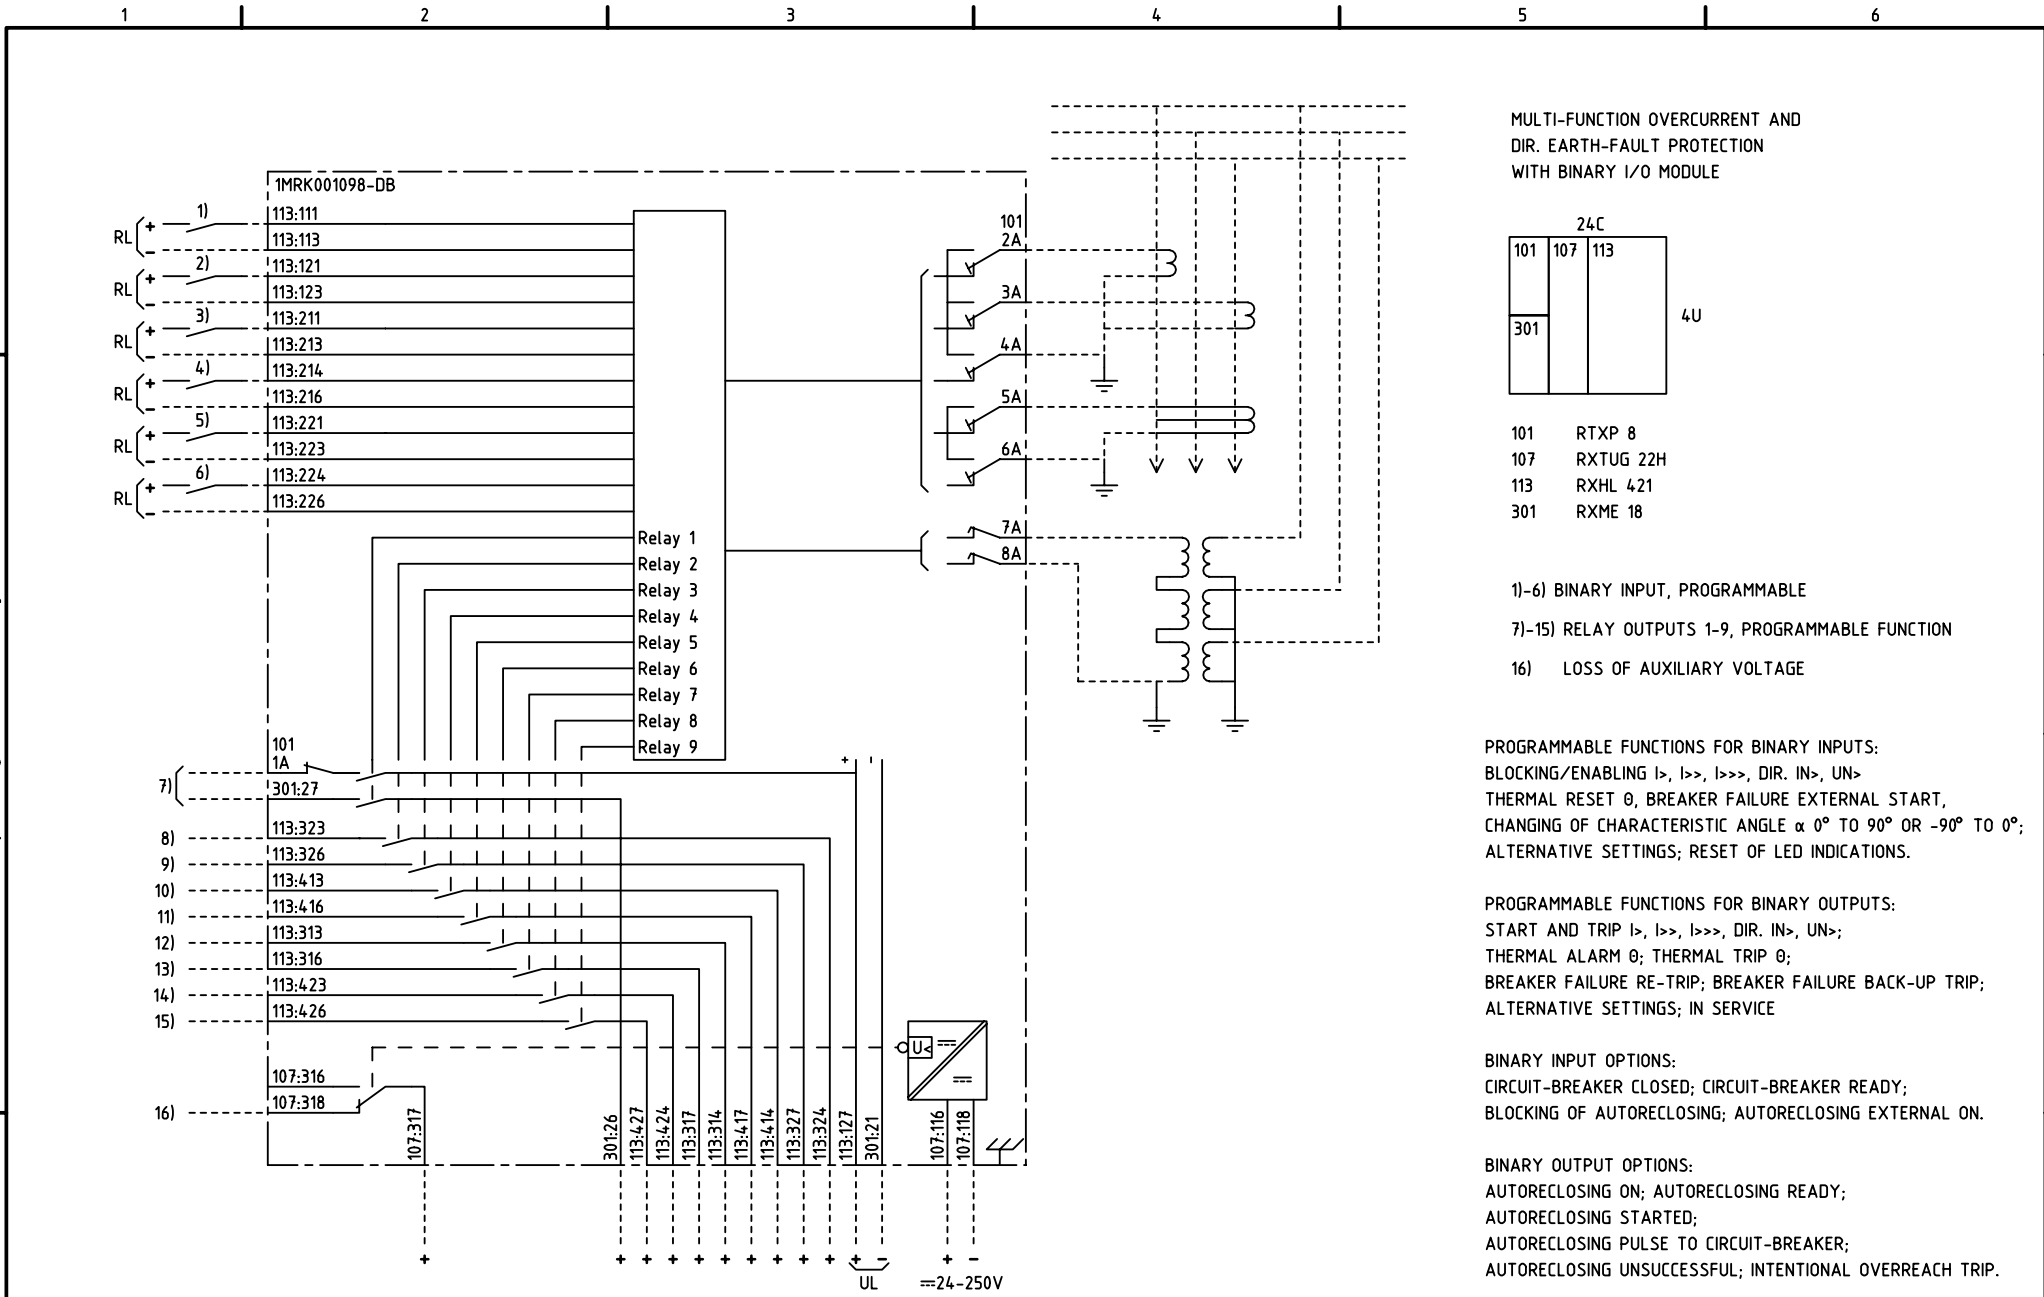 1 2 3 4 5 6
1MRK001098-DB
RL + - 1) 113:111
113:113
RL + - 2) 113:121
113:123
RL + - 3) 113:211
113:213
RL + - 4) 113:214
113:216
RL + - 5) 113:221
113:223
RL + - 6) 113:224
113:226
Relay 1
Relay 2
Relay 3
Relay 4
Relay 5
Relay 6
Relay 7
Relay 8
Relay 9
101
2A
3A
4A
5A
6A
7A
8A
101
1A
7)
301:27
8) 113:323
9) 113:326
10) 113:413
11) 113:416
12) 113:313
13) 113:316
14) 113:423
15) 113:426
107:316
16) 107:318
+ -
U<
107:317
301:26
113:427
113:424
113:317
113:314
113:417
113:414
113:327
113:324
113:127
301:21
107:116
107:118
+ + + + + + + + + + + - + -
UL
24-250V
MULTI-FUNCTION OVERCURRENT AND
DIR. EARTH-FAULT PROTECTION
WITH BINARY I/O MODULE
24C
101 107 113
301
4U
101 RTXP 8
107 RXTUG 22H
113 RXHL 421
301 RXME 18
1)-6) BINARY INPUT, PROGRAMMABLE
7)-15) RELAY OUTPUTS 1-9, PROGRAMMABLE FUNCTION
16) LOSS OF AUXILIARY VOLTAGE
PROGRAMMABLE FUNCTIONS FOR BINARY INPUTS:
BLOCKING/ENABLING I>, I>>, I>>>, DIR. IN>, UN>
THERMAL RESET Θ, BREAKER FAILURE EXTERNAL START,
CHANGING OF CHARACTERISTIC ANGLE α 0° TO 90° OR -90° TO 0°;
ALTERNATIVE SETTINGS; RESET OF LED INDICATIONS.
PROGRAMMABLE FUNCTIONS FOR BINARY OUTPUTS:
START AND TRIP I>, I>>, I>>>, DIR. IN>, UN>;
THERMAL ALARM Θ; THERMAL TRIP Θ;
BREAKER FAILURE RE-TRIP; BREAKER FAILURE BACK-UP TRIP;
ALTERNATIVE SETTINGS; IN SERVICE
BINARY INPUT OPTIONS:
CIRCUIT-BREAKER CLOSED; CIRCUIT-BREAKER READY;
BLOCKING OF AUTORECLOSING; AUTORECLOSING EXTERNAL ON.
BINARY OUTPUT OPTIONS:
AUTORECLOSING ON; AUTORECLOSING READY;
AUTORECLOSING STARTED;
AUTORECLOSING PULSE TO CIRCUIT-BREAKER;
AUTORECLOSING UNSUCCESSFUL; INTENTIONAL OVERREACH TRIP.